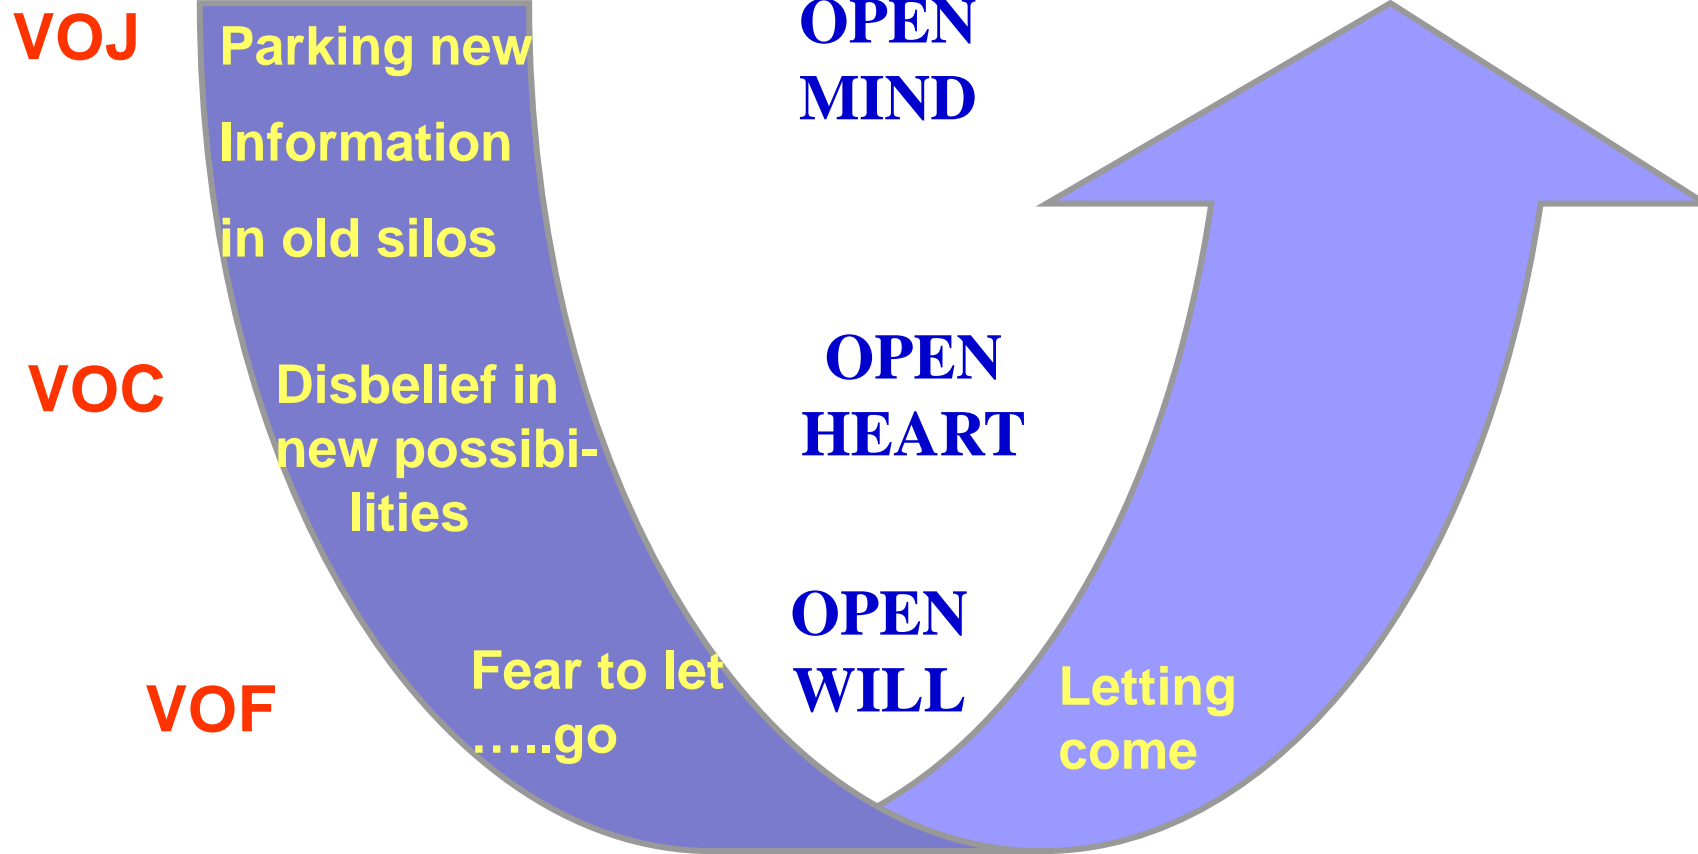 VOJ
Parking new
Information
in old silos
OPEN
MIND
VOC
Disbelief in
new possibi-
lities
OPEN
HEART
VOF
Fear to let
…..go
OPEN
WILL
Letting
come